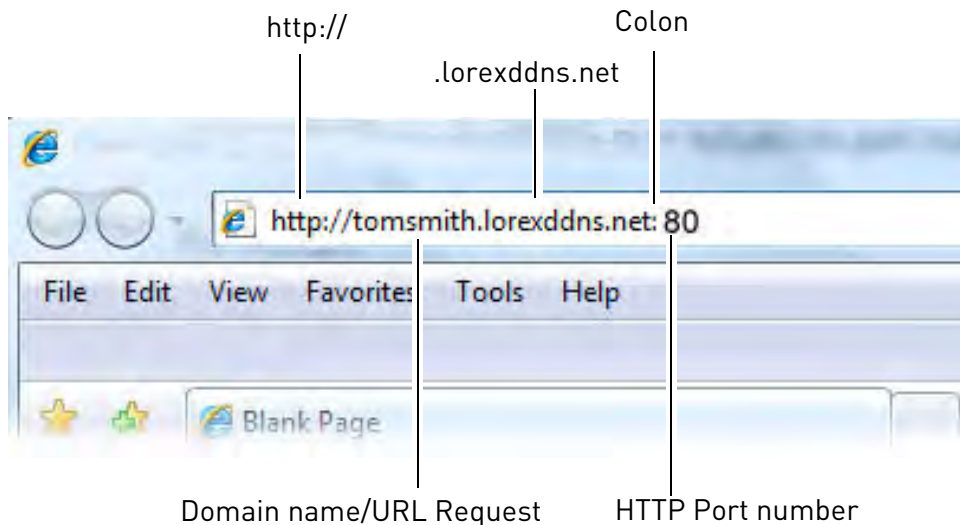 http://
Colon
.lorexddns.net
http://tomsmith.lorexddns.net: 80
File Edit View Favorites Tools Help
Blank Page
Domain name/URL Request
HTTP Port number